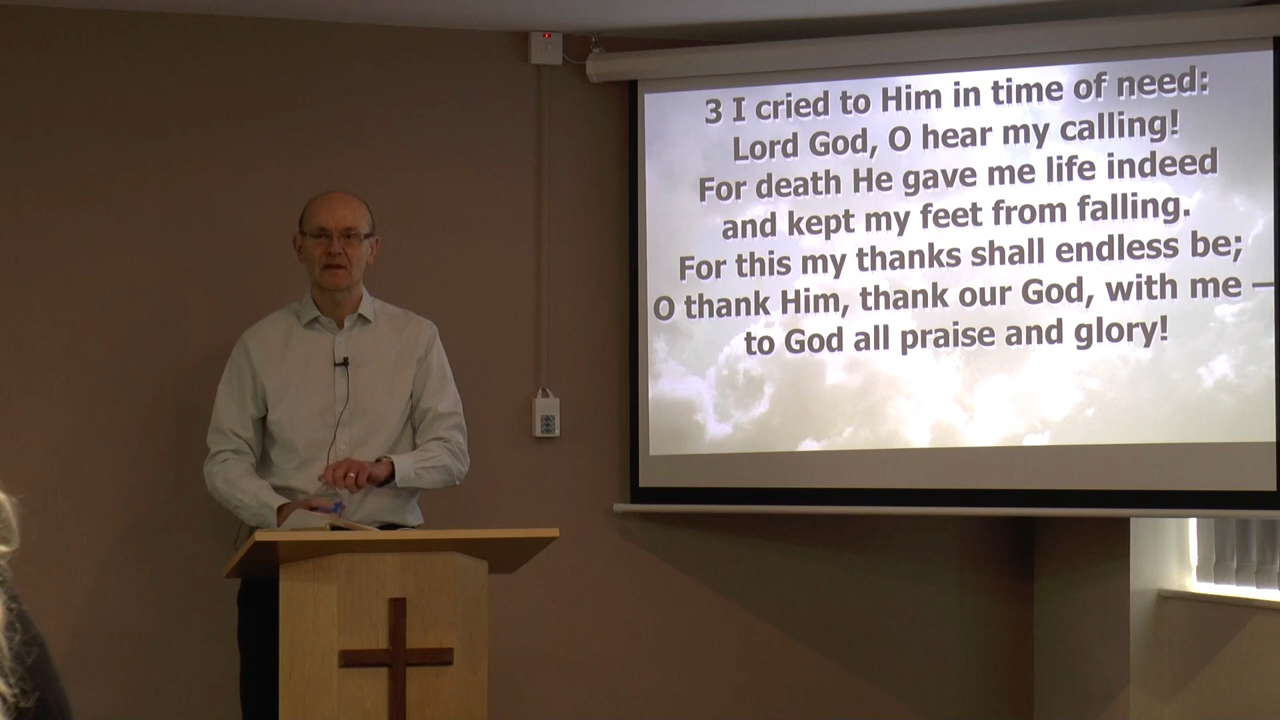 3 I cried to Him in time of need:
Lord God, O hear my calling!
For death He gave me life indeed
and kept my feet from falling.
For this my thanks shall endless be;
O thank Him, thank our God, with me —
to God all praise and glory!